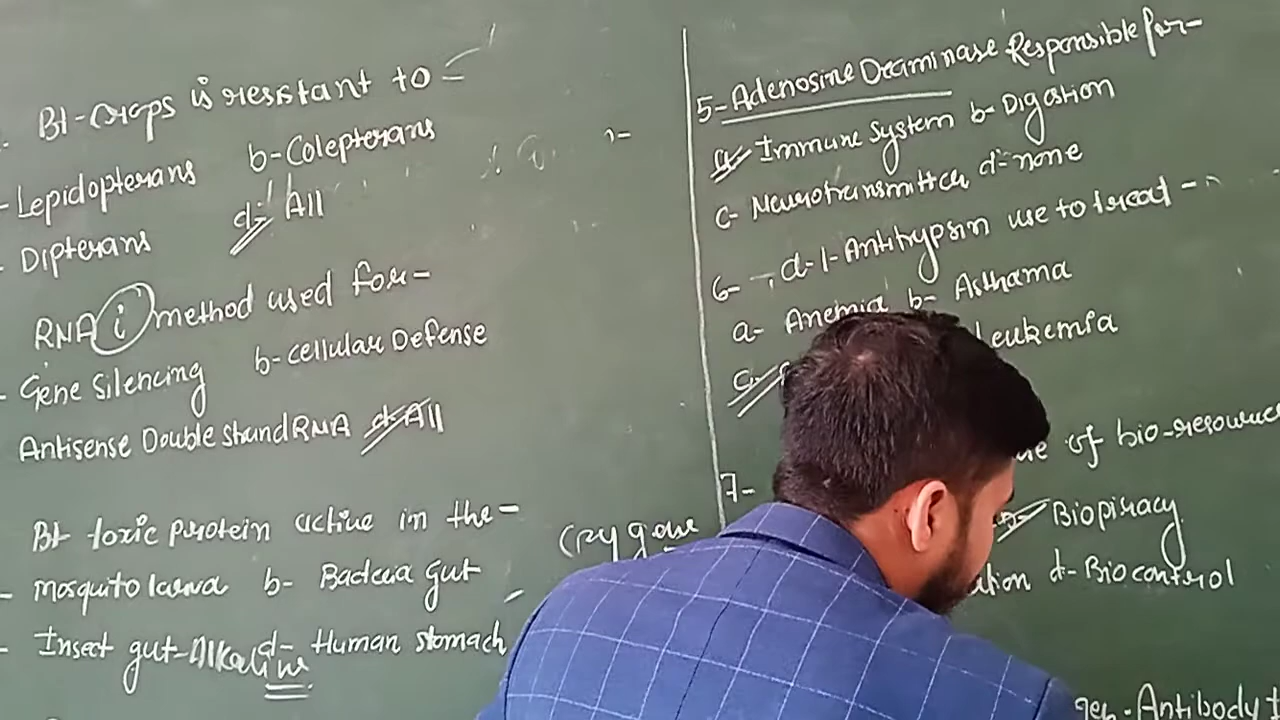 Bt-crops is resistant to -
Lepidopterans b- Colepterans
Dipterans d- All
RNA i method used for-
Gene Silencing b-cellular Defense
Antisense Double strand RNA d- All
Bt toxic protein active in the-
mosquito larva b- Bacteria gut
Insect gut-Alkaline d- Human stomach
Cry gene
5-Adenosine Deaminase Responsible for-
a- Immune System b- Digation
c- Neurotransmitter d- none
6- α-1-Antitrypsin use to treat -
a- Anemia b- Asthama
c- Leukemia
7- of bio-resource
b- Biopiracy
d- Biocontrol
Antibody